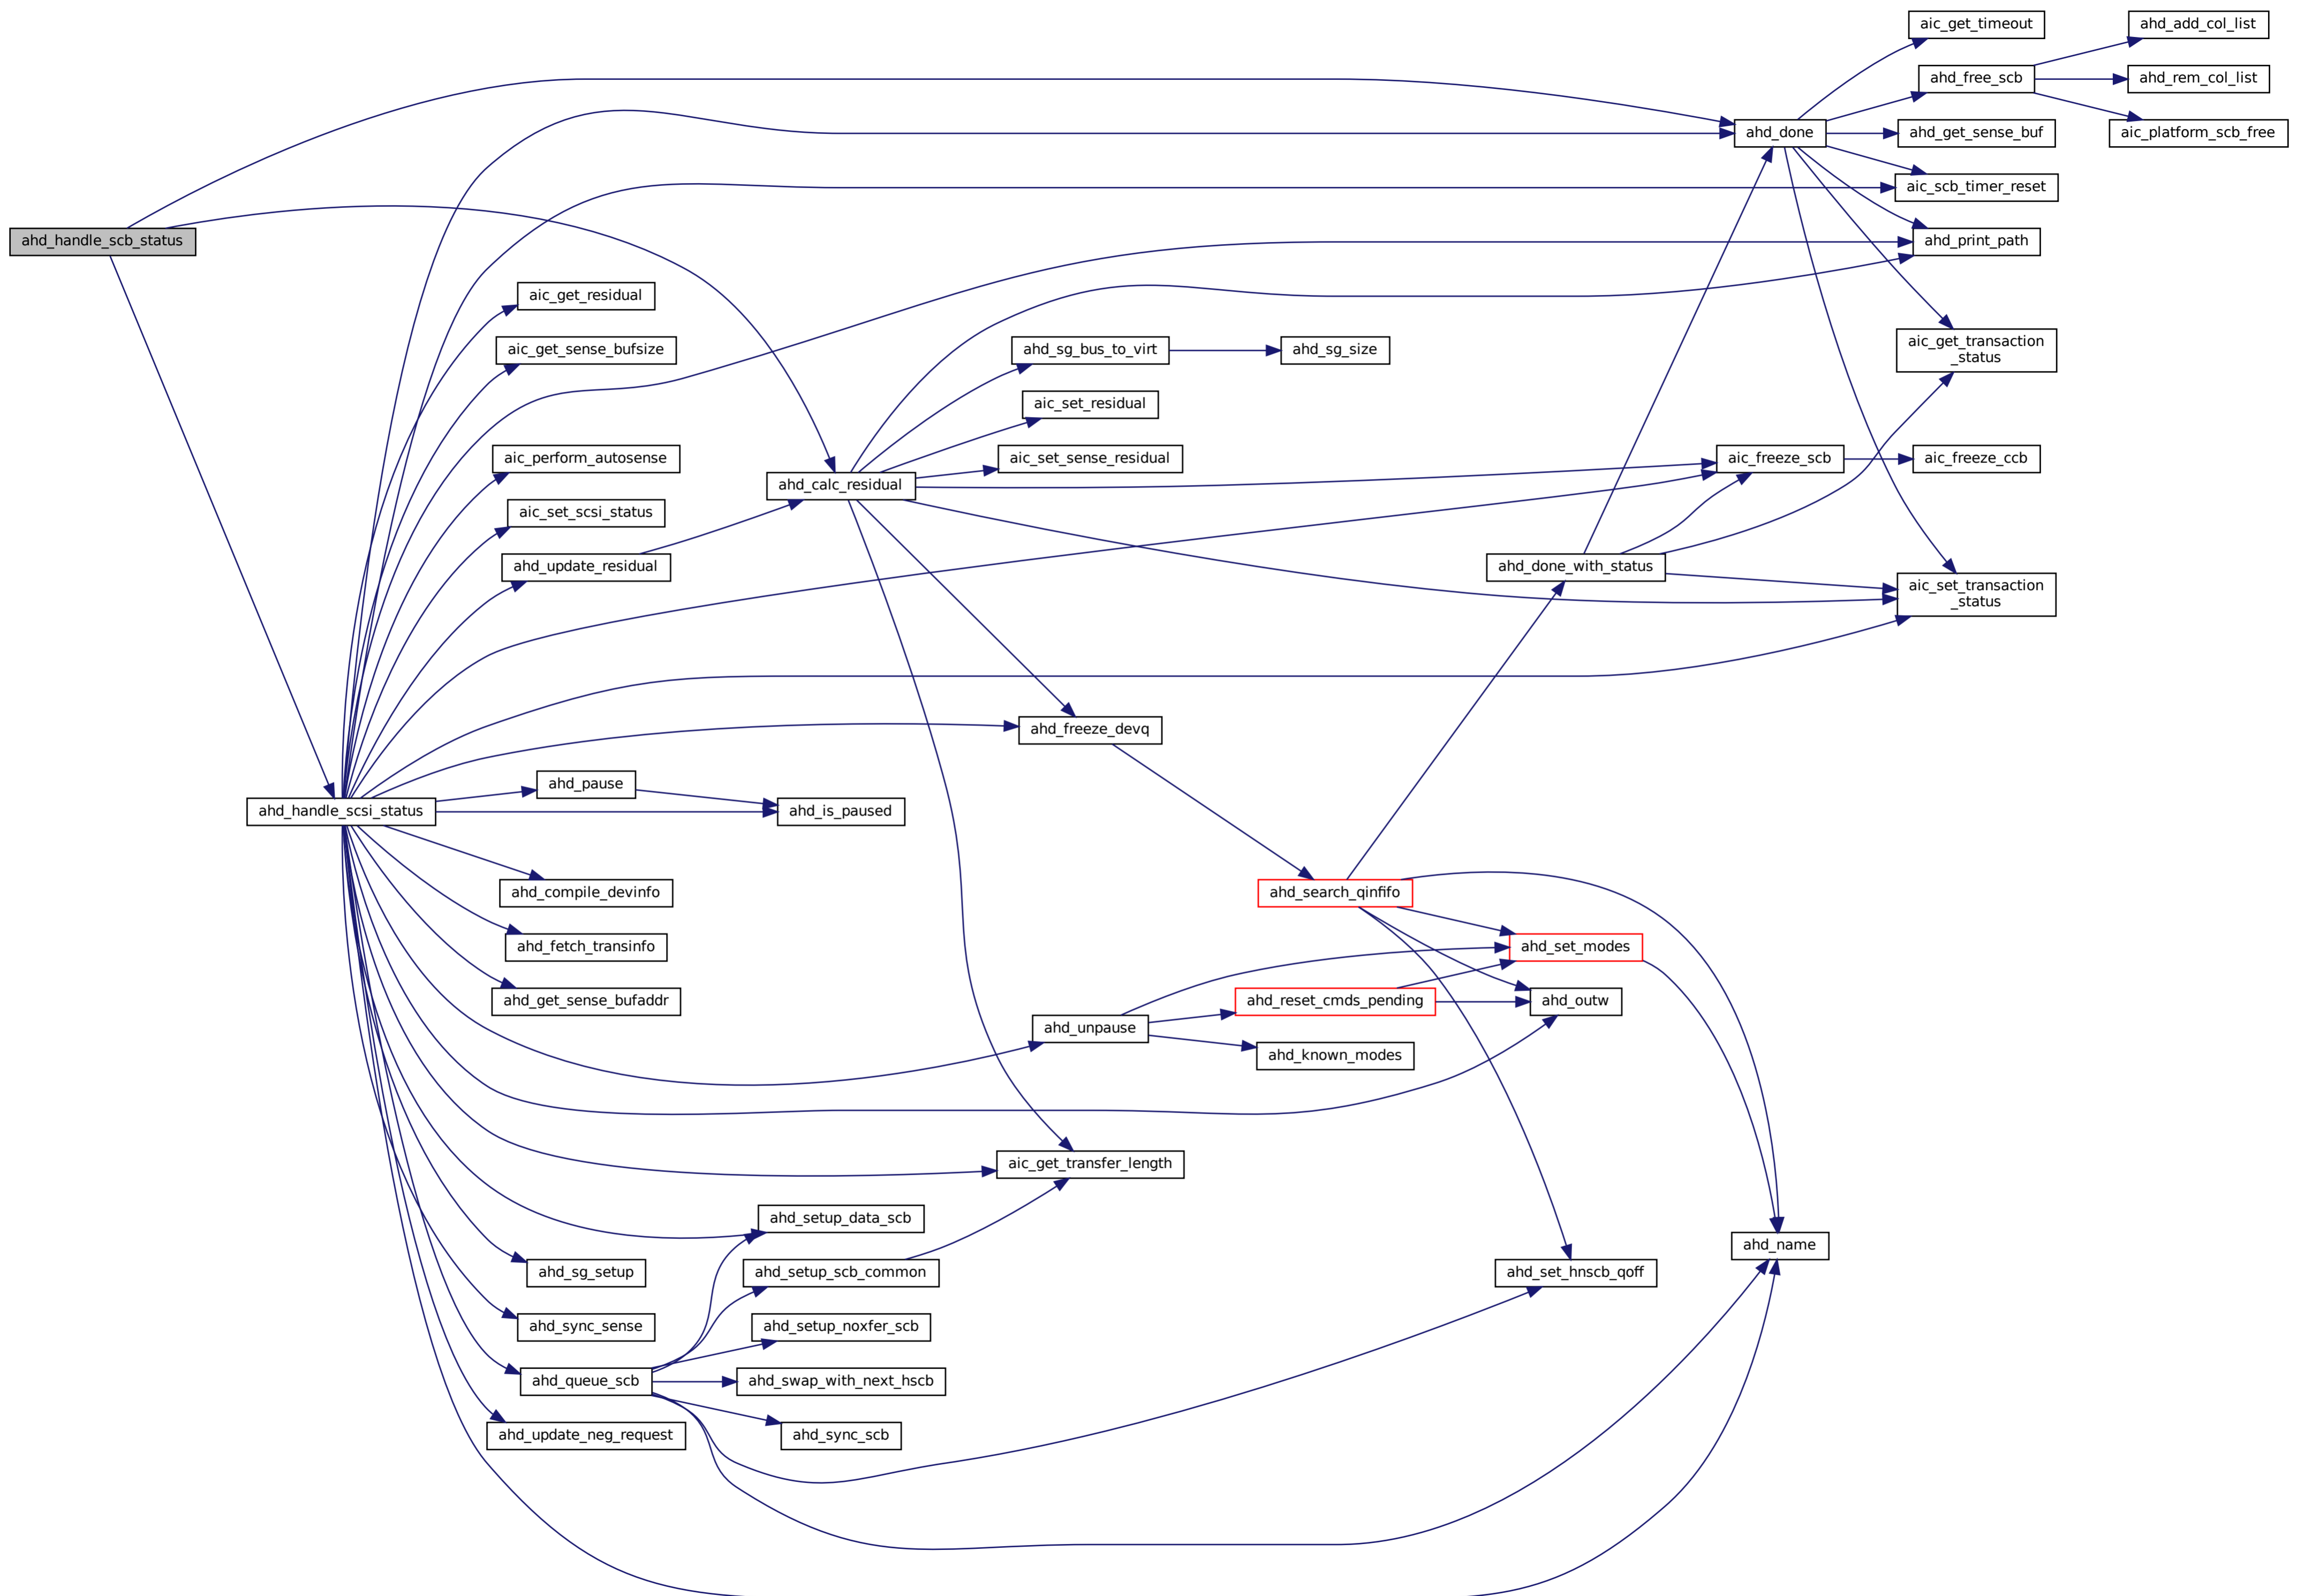 aic_get_timeout
ahd_add_col_list
ahd_free_scb
ahd_rem_col_list
ahd_done
ahd_get_sense_buf
aic_platform_scb_free
aic_scb_timer_reset
ahd_handle_scb_status
ahd_print_path
aic_get_residual
aic_get_sense_bufsize
ahd_sg_bus_to_virt
ahd_sg_size
aic_get_transaction
_status
aic_set_residual
aic_perform_autosense
aic_set_sense_residual
aic_freeze_scb
aic_freeze_ccb
ahd_calc_residual
aic_set_scsi_status
ahd_update_residual
ahd_done_with_status
aic_set_transaction
_status
ahd_freeze_devq
ahd_pause
ahd_handle_scsi_status
ahd_is_paused
ahd_compile_devinfo
ahd_search_qinfifo
ahd_fetch_transinfo
ahd_set_modes
ahd_get_sense_bufaddr
ahd_reset_cmds_pending
ahd_outw
ahd_unpause
ahd_known_modes
aic_get_transfer_length
ahd_setup_data_scb
ahd_name
ahd_sg_setup
ahd_setup_scb_common
ahd_set_hnscb_qoff
ahd_sync_sense
ahd_setup_noxfer_scb
ahd_queue_scb
ahd_swap_with_next_hscb
ahd_update_neg_request
ahd_sync_scb